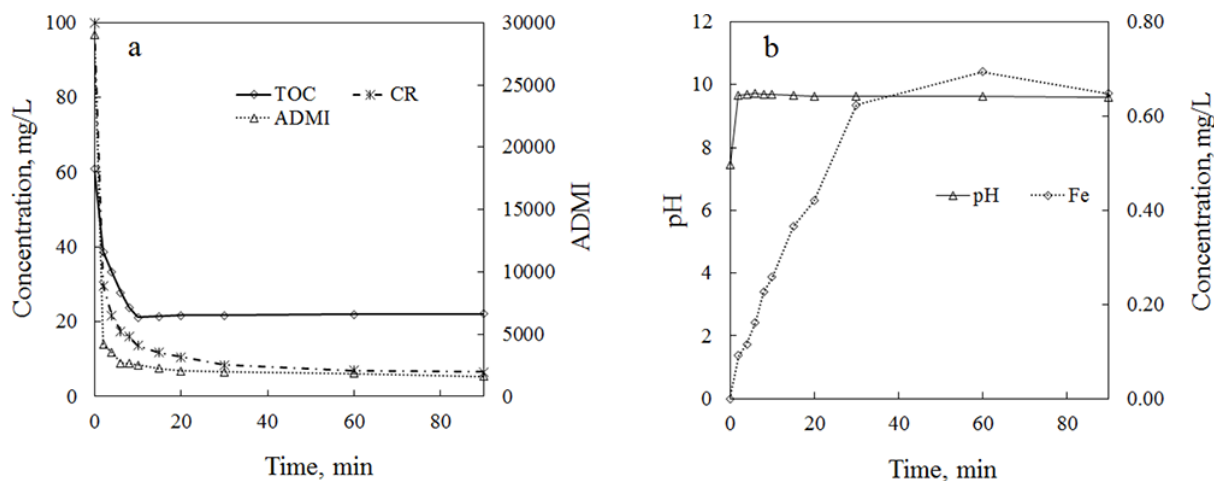 a
100
80
60
40
20
0
Concentration, mg/L
TOC
CR
ADMI
30000
25000
20000
15000
10000
5000
0
ADMI
0
20
40
60
80
Time, min
b
12
10
8
6
4
2
0
pH
pH
Fe
0.80
0.60
0.40
0.20
0.00
Concentration, mg/L
0
20
40
60
80
Time, min